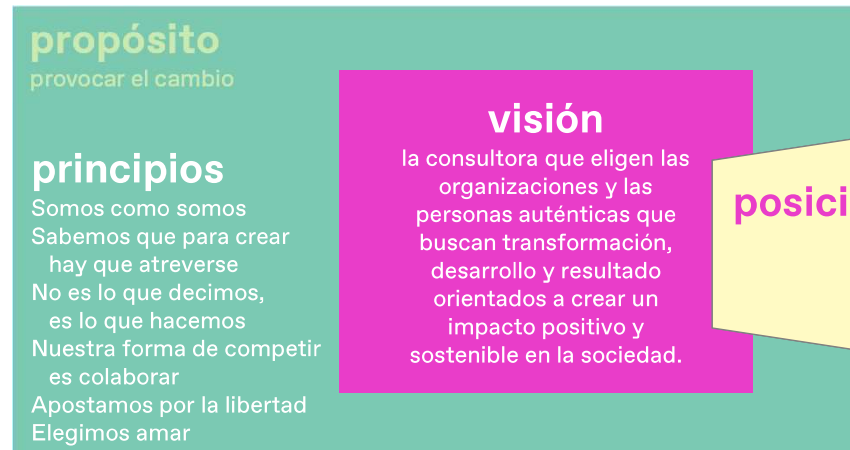 propósito
provocar el cambio
principios
Somos como somos
Sabemos que para crear
hay que atreverse
No es lo que decimos,
es lo que hacemos
Nuestra forma de competir
es colaborar
Apostamos por la libertad
Elegimos amar
visión
la consultora que eligen las
organizaciones y las
personas auténticas que
buscan transformación,
desarrollo y resultado
orientados a crear un
impacto positivo y
sostenible en la sociedad.
posici